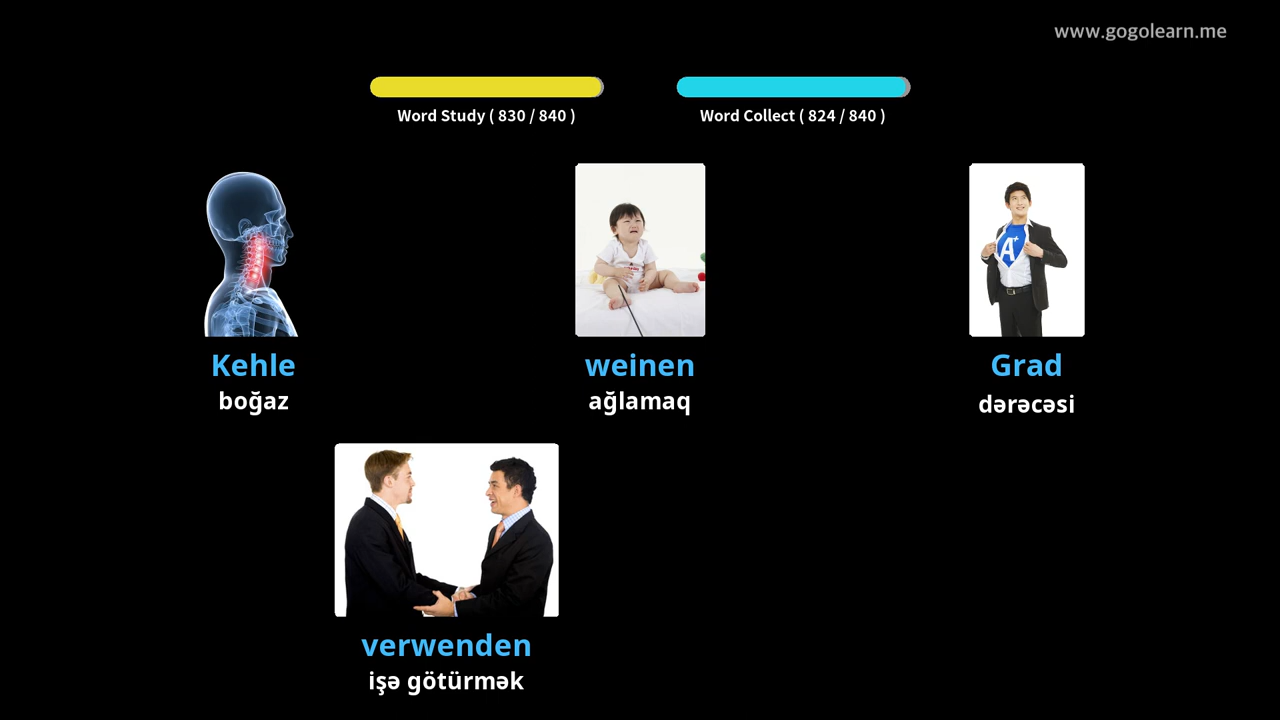 www.gogolearn.me
Word Study ( 830 / 840 )
Word Collect ( 824 / 840 )
A+
Kehle
boğaz
weinen
ağlamaq
Grad
dərəcəsi
verwenden
işə götürmək